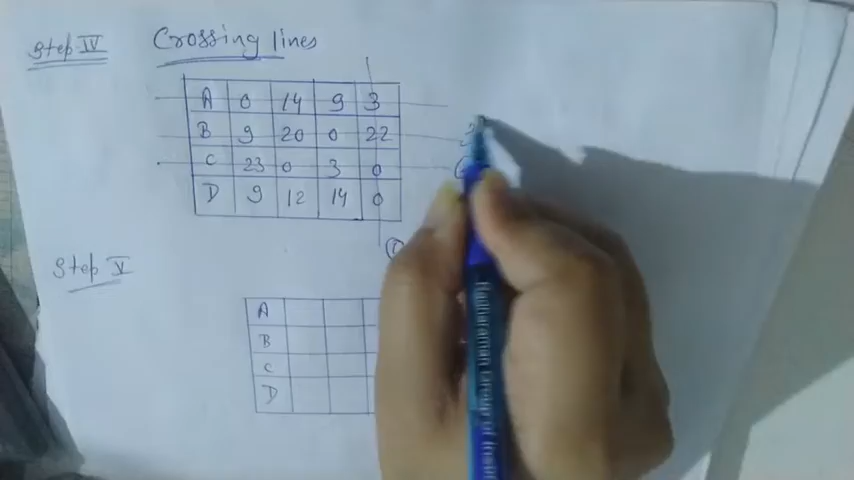 Step-IV Crossing lines
A 0 14 9 3
B 9 20 0 22
C 23 0 3 0
D 9 12 14 0
1
Step V
A
B
C
D